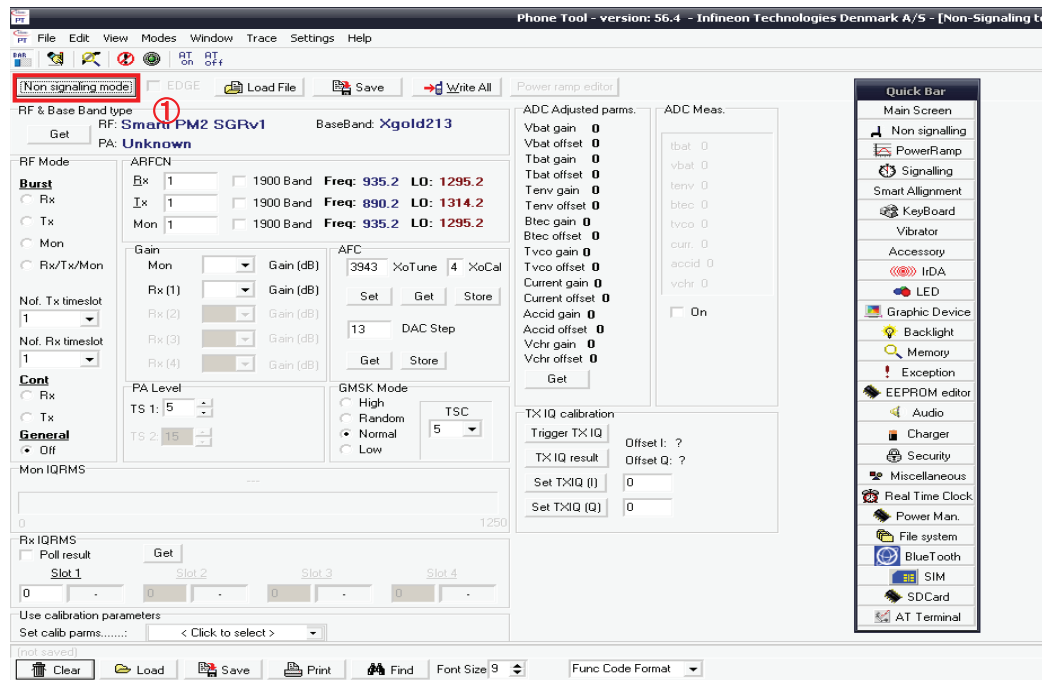 Phone Tool - version: 56.4 - Infineon Technologies Denmark A/S - [Non-Signaling t
PT File Edit View Modes Window Trace Settings Help
BAR AT on AT off
Non signaling mode EDGE Load File Save Write All Power ramp editor
①
RF & Base Band type
Get RF: Smarti PM2 SGRv1 BaseBand: Xgold213
PA: Unknown
RF Mode
Burst
Rx
Tx
Mon
Rx/Tx/Mon
Nof. Tx timeslot
1
Nof. Rx timeslot
1
Cont
Rx
Tx
General
Off
ARFCN
Rx 1 1900 Band Freq: 935.2 LO: 1295.2
Tx 1 1900 Band Freq: 890.2 LO: 1314.2
Mon 1 1900 Band Freq: 935.2 LO: 1295.2
Gain
Mon Gain (dB)
Rx (1) Gain (dB)
Rx (2) Gain (dB)
Rx (3) Gain (dB)
Rx (4) Gain (dB)
AFC
3943 XoTune 4 XoCal
Set Get Store
13 DAC Step
Get Store
PA Level
TS 1: 5
TS 2: 15
GMSK Mode
High
Random
Normal
Low
TSC
5
Mon IQRMS
---
0 1250
Rx IQRMS
Poll result Get
Slot 1 Slot 2 Slot 3 Slot 4
0 - 0 - 0 - 0 -
Use calibration parameters
Set calib parms......: < Click to select >
ADC Adjusted parms.
Vbat gain 0
Vbat offset 0
Tbat gain 0
Tbat offset 0
Tenv gain 0
Tenv offset 0
Btec gain 0
Btec offset 0
Tvco gain 0
Tvco offset 0
Current gain 0
Current offset 0
Accid gain 0
Accid offset 0
Vchr gain 0
Vchr offset 0
Get
ADC Meas.
tbat 0
vbat 0
tenv 0
btec 0
tvco 0
curr. 0
accid 0
vchr 0
On
TX IQ calibration
Trigger TX IQ
Offset I: ?
TX IQ result
Offset Q: ?
Set TXIQ (I) 0
Set TXIQ (Q) 0
Quick Bar
Main Screen
Non signalling
PowerRamp
Signalling
Smart Allignment
KeyBoard
Vibrator
Accessory
IrDA
LED
Graphic Device
Backlight
Memory
Exception
EEPROM editor
Audio
Charger
Security
Miscellaneous
Real Time Clock
Power Man.
File system
BlueTooth
SIM
SDCard
AT Terminal
(not saved)
Clear Load Save Print Find Font Size 9 Func Code Format